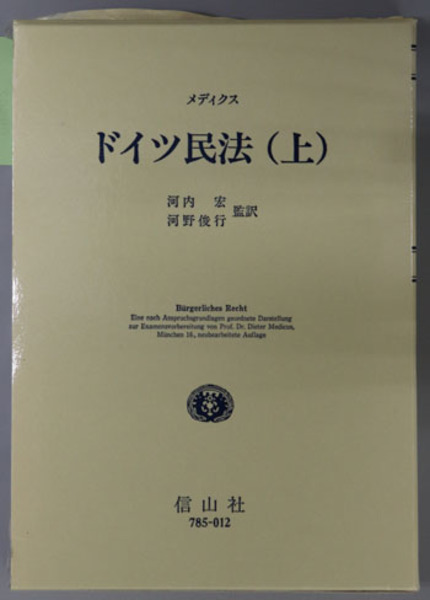 メディクス
ドイツ民法（上）
河内 宏
河野俊行 監訳
Bürgerliches Recht
Eine nach Anspruchsgrundlagen geordnete Darstellung
zur Examensvorbereitung von Prof. Dr. Dieter Medicus,
München 16., neubearbeitete Auflage
信山社
785-012